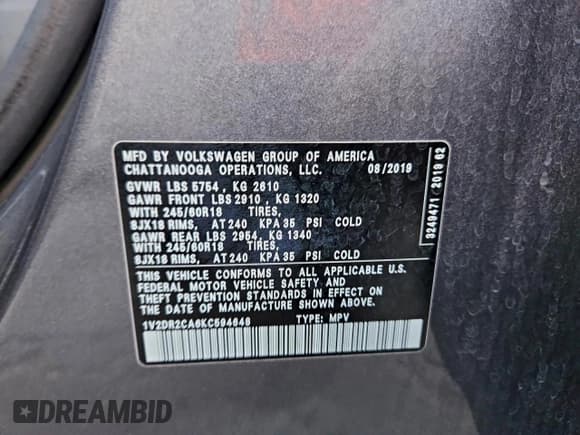 MFD. BY VOLKSWAGEN GROUP OF AMERICA
CHATTANOOGA OPERATIONS, LLC. 08/2019
GVWR LBS 5754 , KG 2610
GAWR FRONT LBS 2910 , KG 1320
WITH 245/60R18 TIRES,
8JX18 RIMS, AT 240 KPA 35 PSI COLD
GAWR REAR LBS 2954, KG 1340
WITH 245/60R18 TIRES,
8JX18 RIMS, AT 240 KPA 35 PSI COLD
THIS VEHICLE CONFORMS TO ALL APPLICABLE U.S.
FEDERAL MOTOR VEHICLE SAFETY AND
THEFT PREVENTION STANDARDS IN EFFECT ON
THE DATE OF MANUFACTURE SHOWN ABOVE.
1V2DR2CA6KC594648 TYPE: MPV
3249471 2019 62
DREAMBID